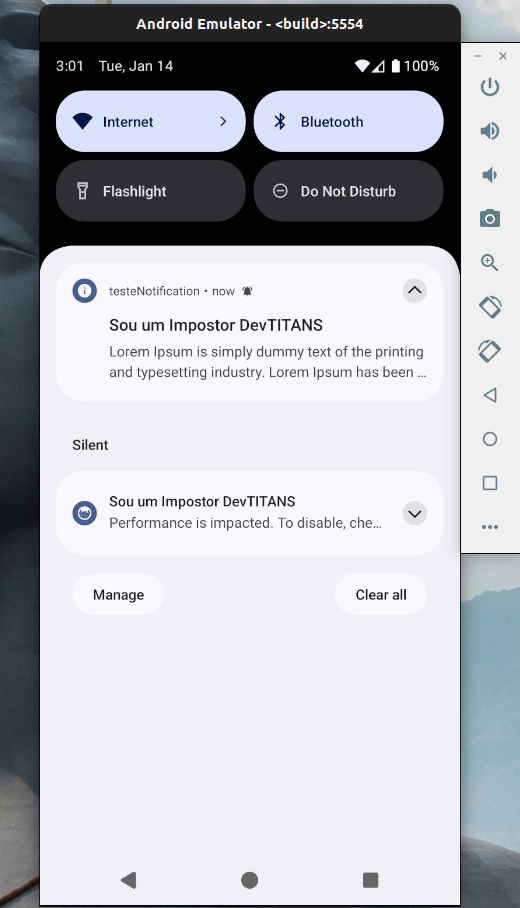 Android Emulator - <build>:5554
3:01 Tue, Jan 14 100%
Internet Bluetooth
Flashlight Do Not Disturb
testeNotification • now
Sou um Impostor DevTITANS
Lorem Ipsum is simply dummy text of the printing
and typesetting industry. Lorem Ipsum has been …
Silent
Sou um Impostor DevTITANS
Performance is impacted. To disable, che…
Manage Clear all